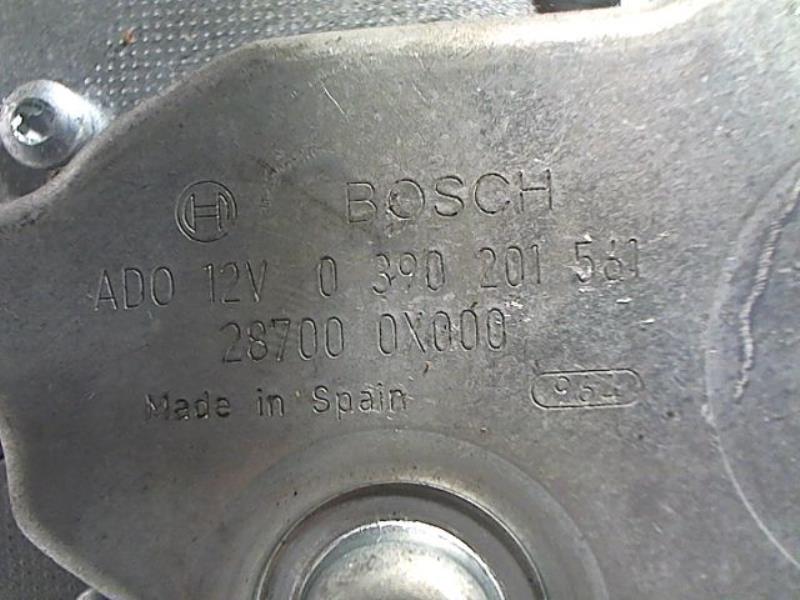 BOSCH
ADO 12V 0 390 201 561
28700 0X000
Made in Spain 964